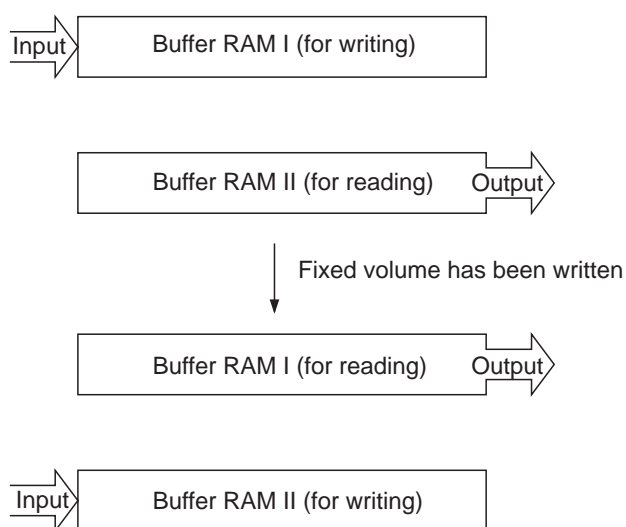 Input
Buffer RAM I (for writing)
Buffer RAM II (for reading)
Output
Fixed volume has been written
Buffer RAM I (for reading)
Output
Input
Buffer RAM II (for writing)